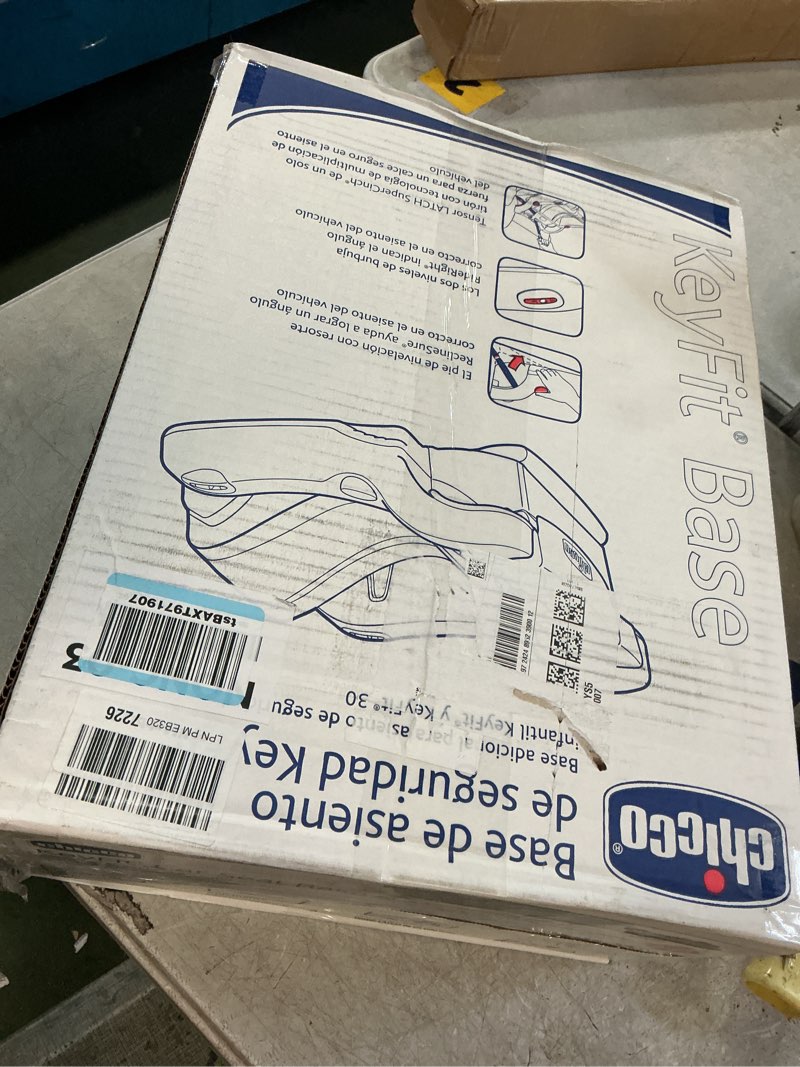 chicco®
KeyFit® Base
Base de asiento
de seguridad Key
Base adicional para asiento de segu
infantil KeyFit® y KeyFit® 30
El pie de nivelación con resorte
ReclineSure® ayuda a lograr un ángulo
correcto en el asiento del vehículo
Los dos niveles de burbuja
RideRight® indican el ángulo
correcto en el asiento del vehículo
Tensor LATCH SuperCinch® de un solo
tirón con tecnología de multiplicación de
fuerza para un calce seguro en el asiento
del vehículo
LPN PM EB320 7226
tsBAXT971907
3
YS5
007
2